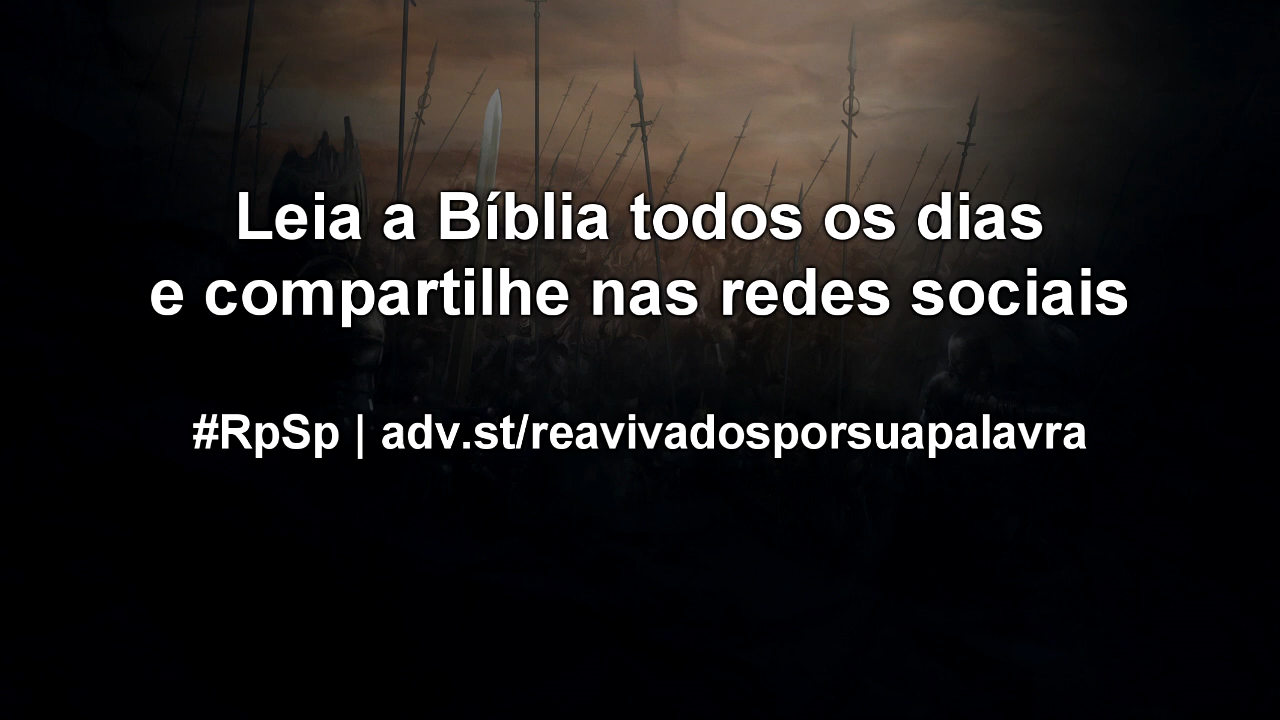 Leia a Bíblia todos os dias
e compartilhe nas redes sociais
#RpSp | adv.st/reavivadosporsuapalavra